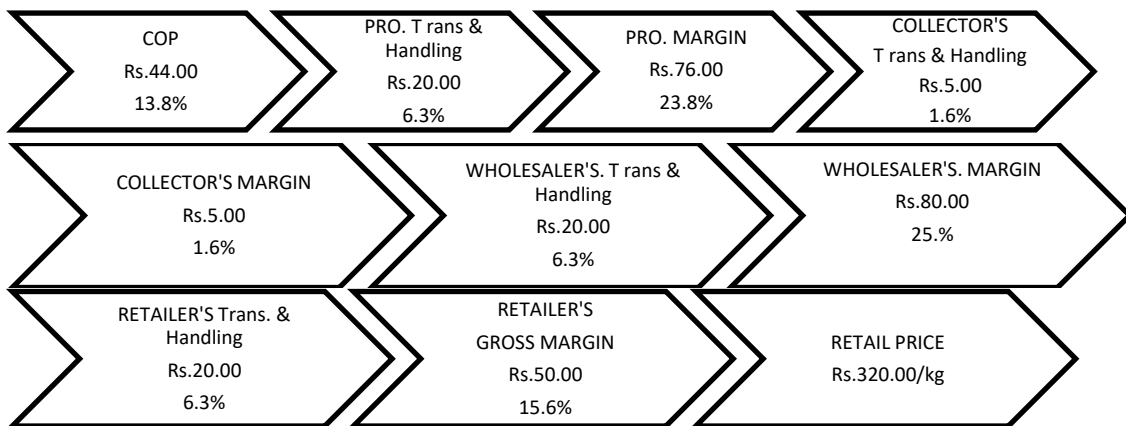 COP
Rs.44.00
13.8%
PRO. T rans &
Handling
Rs.20.00
6.3%
PRO. MARGIN
Rs.76.00
23.8%
COLLECTOR'S
T rans & Handling
Rs.5.00
1.6%
COLLECTOR'S MARGIN
Rs.5.00
1.6%
WHOLESALER'S. T rans &
Handling
Rs.20.00
6.3%
WHOLESALER'S. MARGIN
Rs.80.00
25.%
RETAILER'S Trans. &
Handling
Rs.20.00
6.3%
RETAILER'S
GROSS MARGIN
Rs.50.00
15.6%
RETAIL PRICE
Rs.320.00/kg